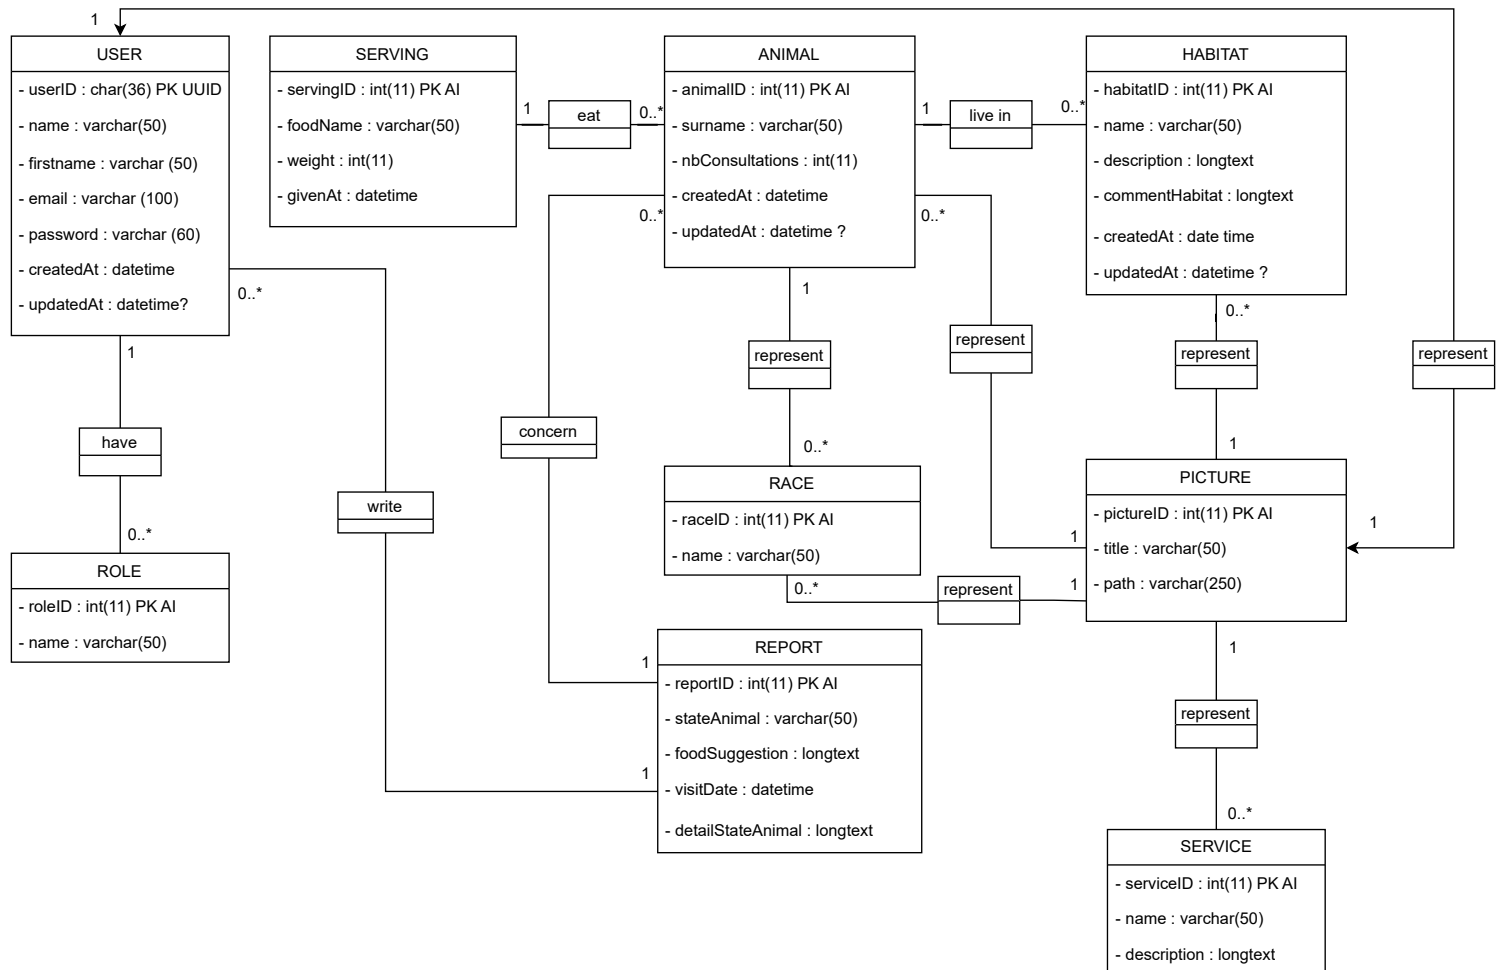 1
USER
- userID : char(36) PK UUID
- name : varchar(50)
- firstname : varchar (50)
- email : varchar (100)
- password : varchar (60)
- createdAt : datetime
- updatedAt : datetime?
0..*
1
have
0..*
ROLE
- roleID : int(11) PK AI
- name : varchar(50)
SERVING
- servingID : int(11) PK AI
- foodName : varchar(50)
- weight : int(11)
- givenAt : datetime
1
eat
0..*
ANIMAL
- animalID : int(11) PK AI
- surname : varchar(50)
- nbConsultations : int(11)
- createdAt : datetime
- updatedAt : datetime ?
1
live in
0..*
HABITAT
- habitatID : int(11) PK AI
- name : varchar(50)
- description : longtext
- commentHabitat : longtext
- createdAt : date time
- updatedAt : datetime ?
0..*
0..*
1
0..*
represent
represent
represent
represent
concern
write
0..*
1
1
RACE
- raceID : int(11) PK AI
- name : varchar(50)
0..*
represent
1
1
PICTURE
- pictureID : int(11) PK AI
- title : varchar(50)
- path : varchar(250)
1
REPORT
- reportID : int(11) PK AI
- stateAnimal : varchar(50)
- foodSuggestion : longtext
- visitDate : datetime
- detailStateAnimal : longtext
1
1
represent
0..*
SERVICE
- serviceID : int(11) PK AI
- name : varchar(50)
- description : longtext